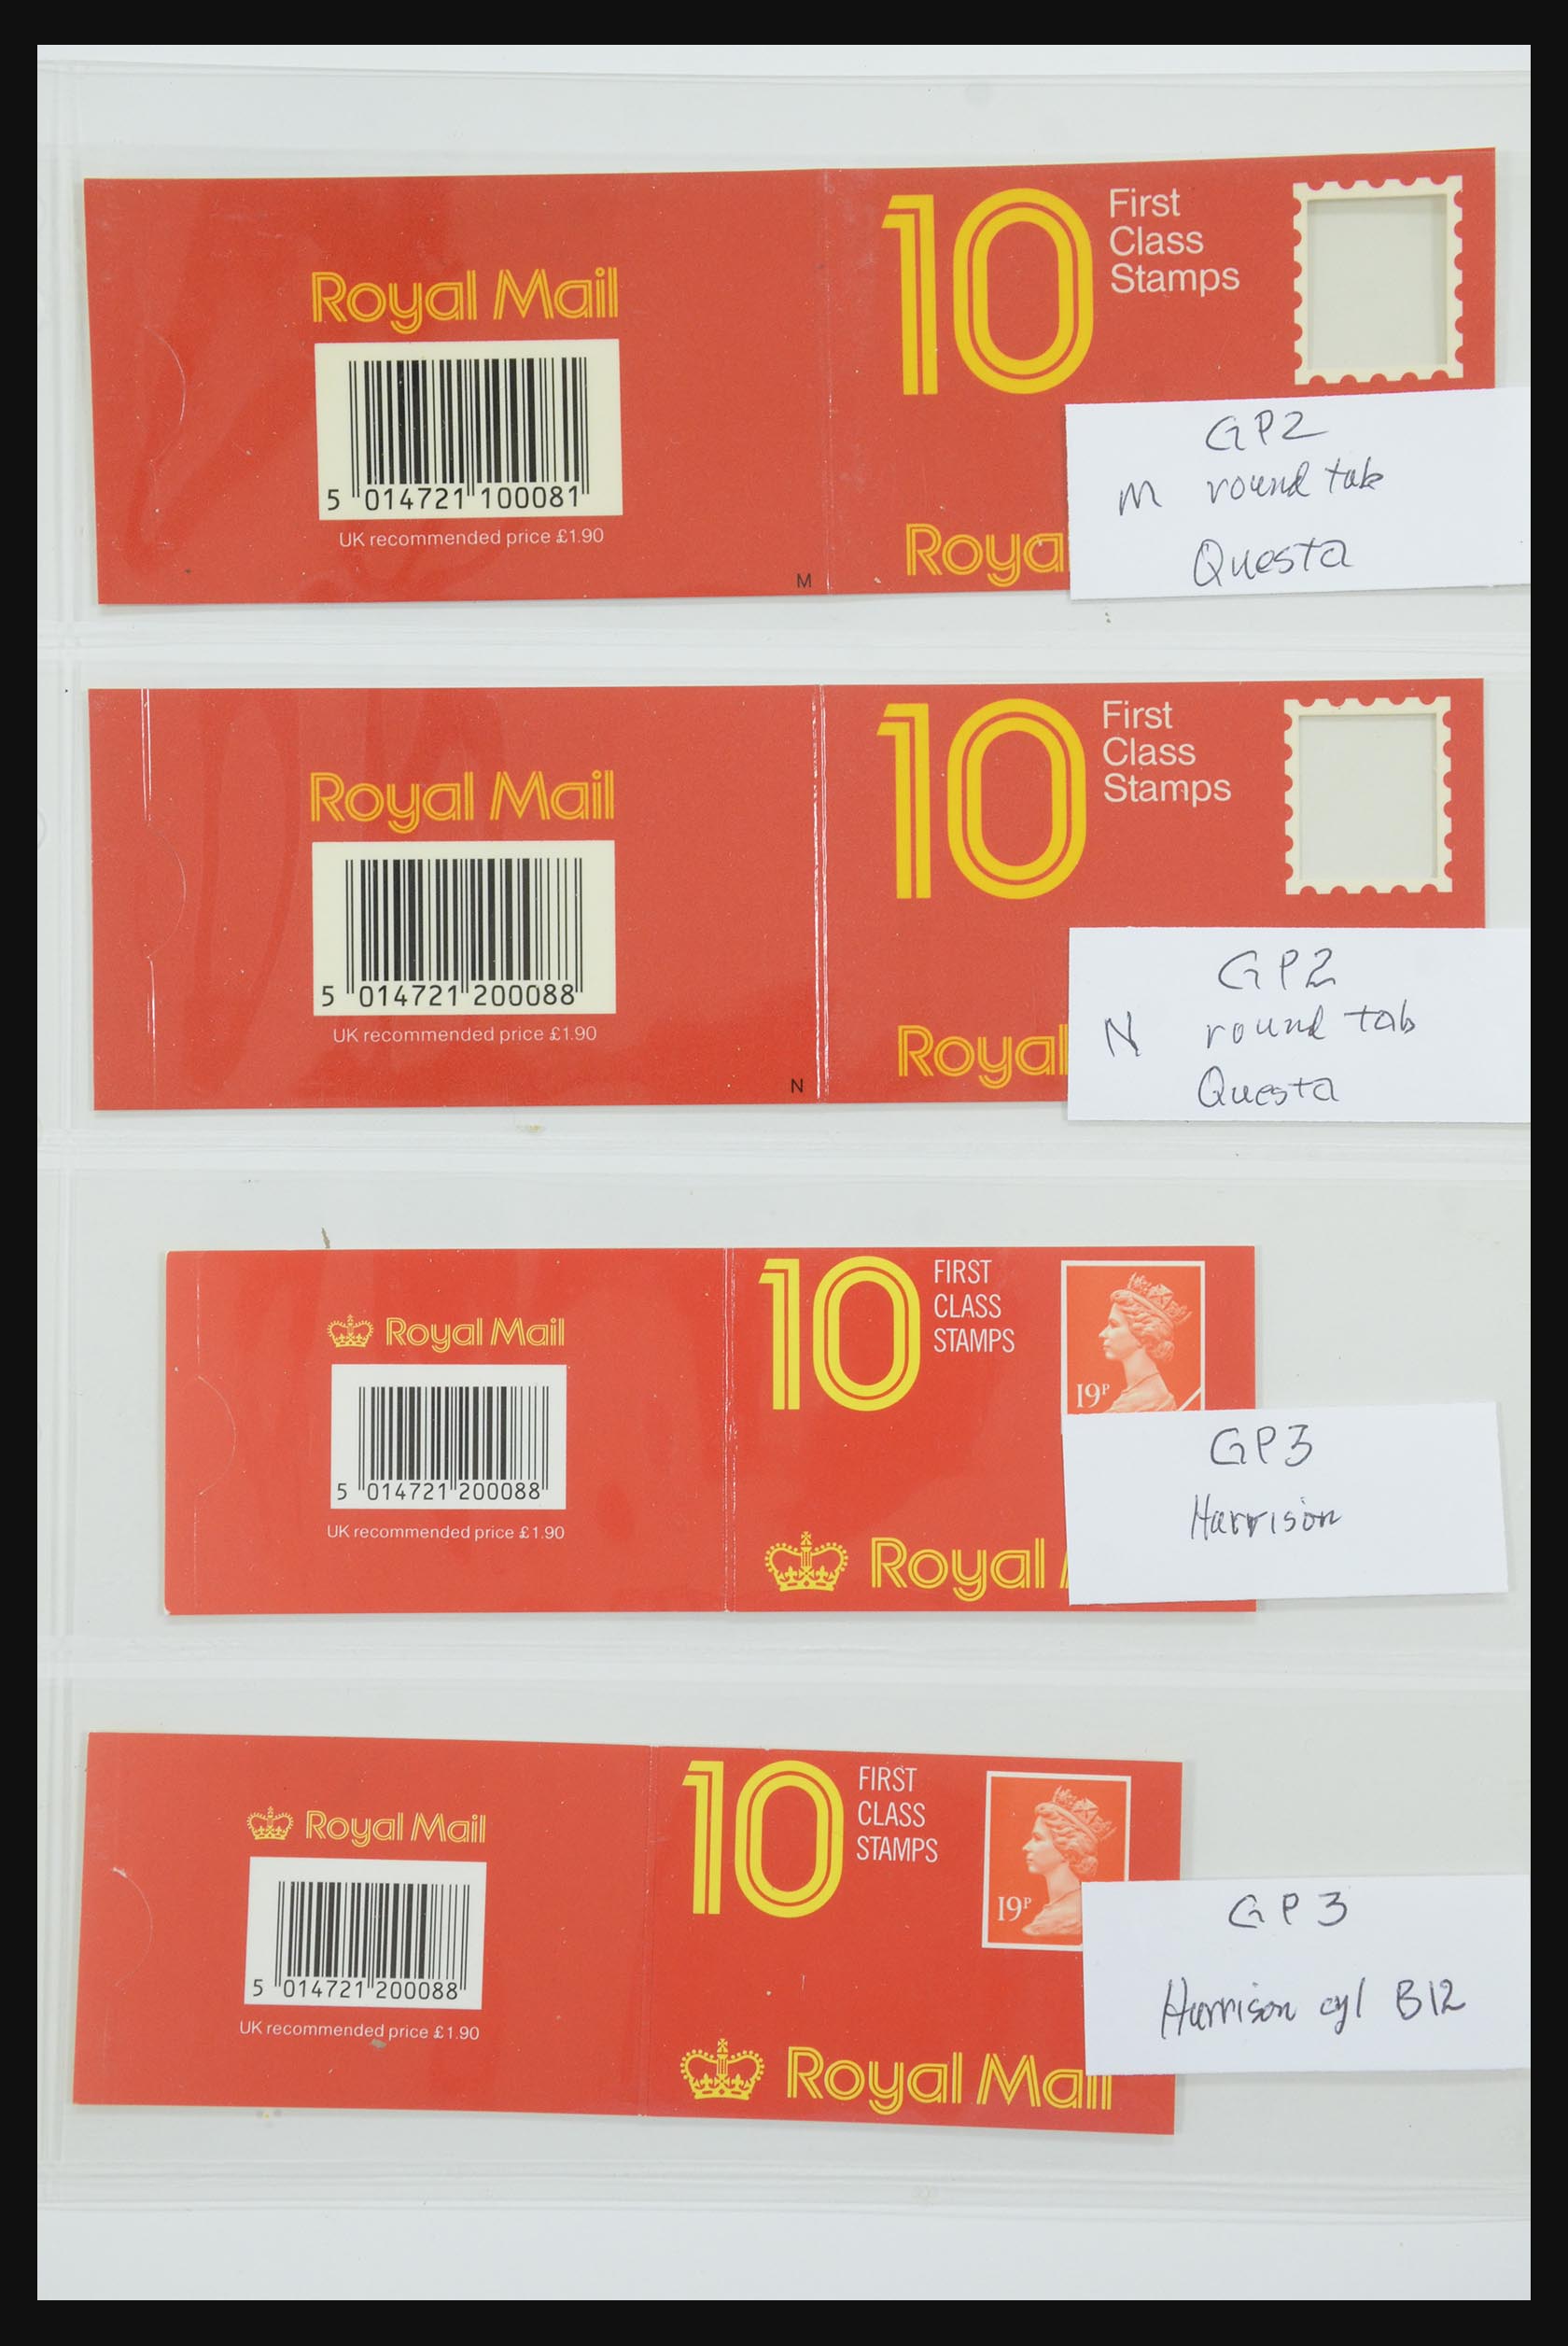 Royal Mail
5 014721 100081
UK recommended price £1.90
M
10
First
Class
Stamps
Roya
GP2
M round tab
Questa
Royal Mail
5 014721 200088
UK recommended price £1.90
N
10
First
Class
Stamps
Royal
GP2
N round tab
Questa
Royal Mail
5 014721 200088
UK recommended price £1.90
10
FIRST
CLASS
STAMPS
19P
Royal
GP3
Harrison
Royal Mail
5 014721 200088
UK recommended price £1.90
10
FIRST
CLASS
STAMPS
19P
Royal Mail
GP3
Harrison cyl B12